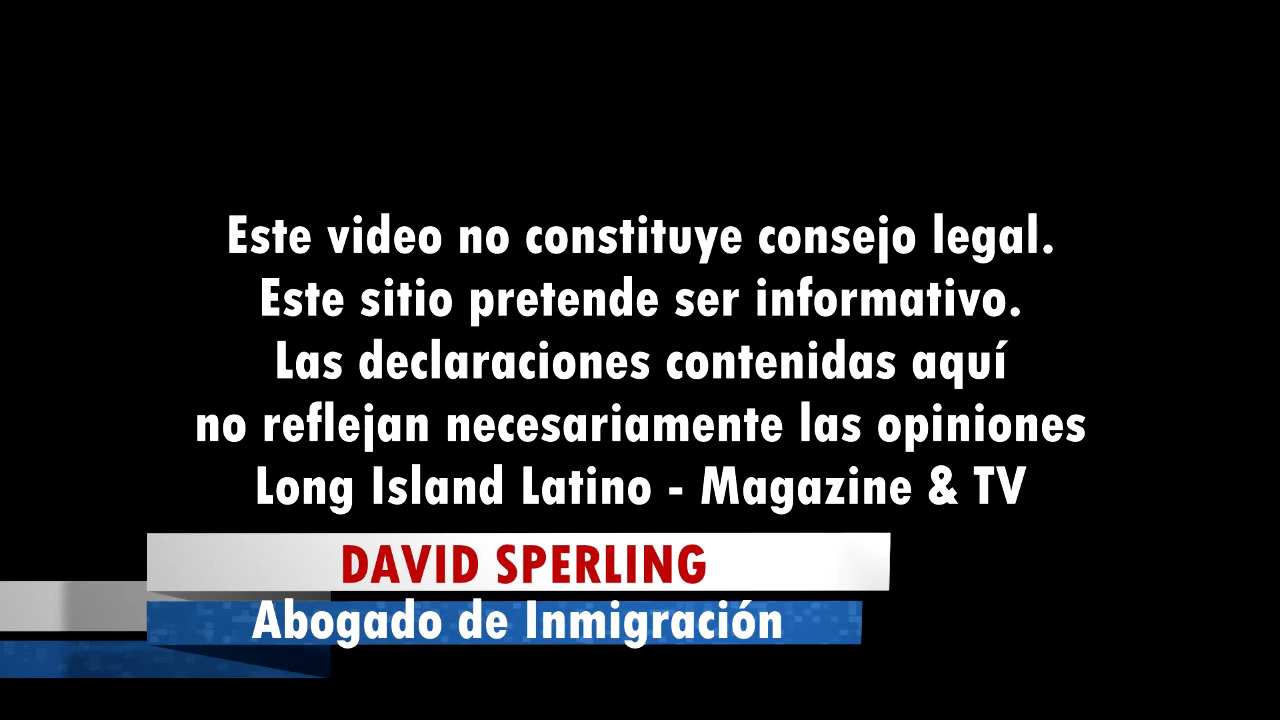 Este video no constituye consejo legal.
Este sitio pretende ser informativo.
Las declaraciones contenidas aquí
no reflejan necesariamente las opiniones
Long Island Latino - Magazine & TV
DAVID SPERLING
Abogado de Inmigración